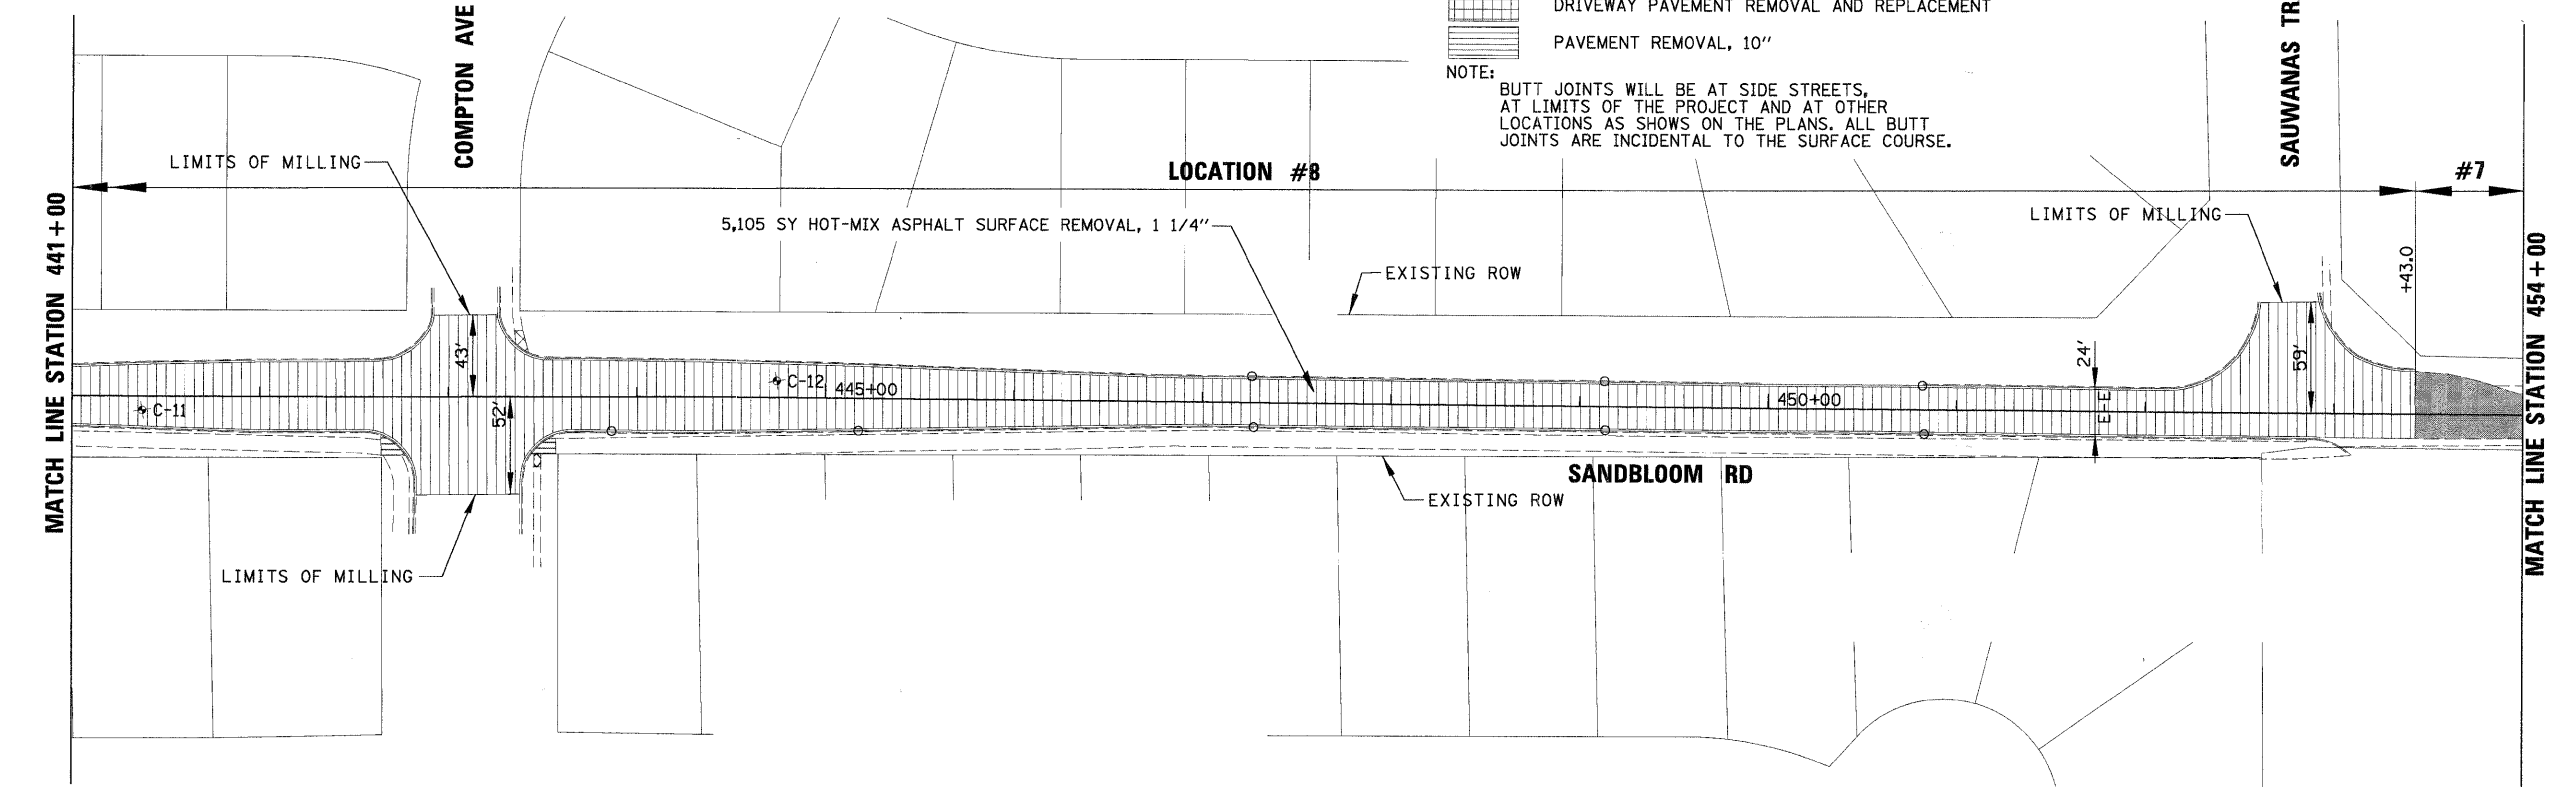 DRIVEWAY PAVEMENT REMOVAL AND REPLACEMENT
PAVEMENT REMOVAL, 10"
NOTE:
BUTT JOINTS WILL BE AT SIDE STREETS,
AT LIMITS OF THE PROJECT AND AT OTHER
LOCATIONS AS SHOWS ON THE PLANS. ALL BUTT
JOINTS ARE INCIDENTAL TO THE SURFACE COURSE.
COMPTON AVE
SAUWANAS TR
LIMITS OF MILLING
LOCATION #8
#7
5,105 SY HOT-MIX ASPHALT SURFACE REMOVAL, 1 1/4"
LIMITS OF MILLING
EXISTING ROW
+43.0
MATCH LINE STATION 441+00
MATCH LINE STATION 454+00
43'
24'
59'
C-12
445+00
450+00
E-E
C-11
52'
SANDBLOOM RD
EXISTING ROW
LIMITS OF MILLING